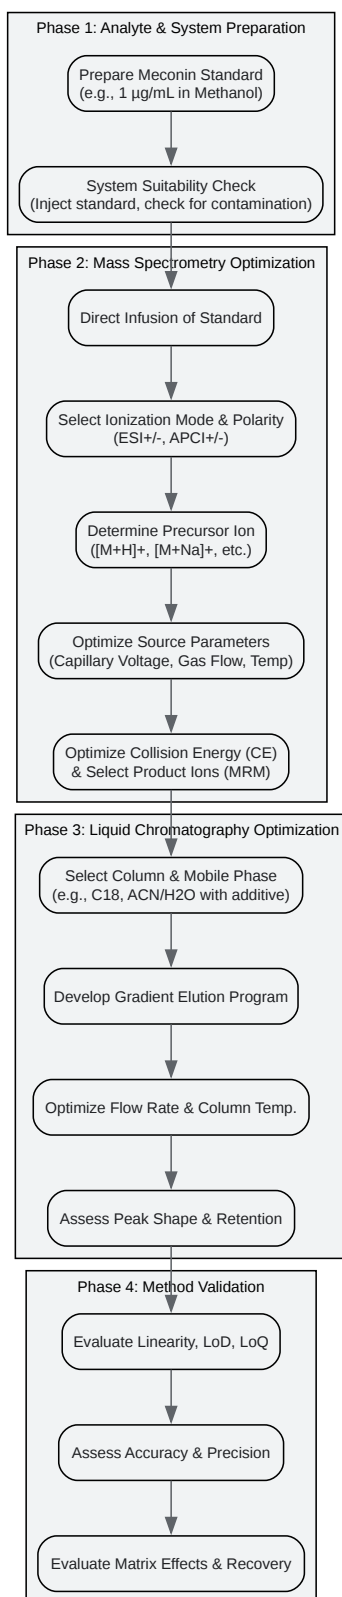 Phase 1: Analyte & System Preparation
Prepare Meconin Standard
(e.g., 1 µg/mL in Methanol)
System Suitability Check
(Inject standard, check for contamination)
Phase 2: Mass Spectrometry Optimization
Direct Infusion of Standard
Select Ionization Mode & Polarity
(ESI+/-, APCI+/-)
Determine Precursor Ion
([M+H]+, [M+Na]+, etc.)
Optimize Source Parameters
(Capillary Voltage, Gas Flow, Temp)
Optimize Collision Energy (CE)
& Select Product Ions (MRM)
Phase 3: Liquid Chromatography Optimization
Select Column & Mobile Phase
(e.g., C18, ACN/H2O with additive)
Develop Gradient Elution Program
Optimize Flow Rate & Column Temp.
Assess Peak Shape & Retention
Phase 4: Method Validation
Evaluate Linearity, LoD, LoQ
Assess Accuracy & Precision
Evaluate Matrix Effects & Recovery